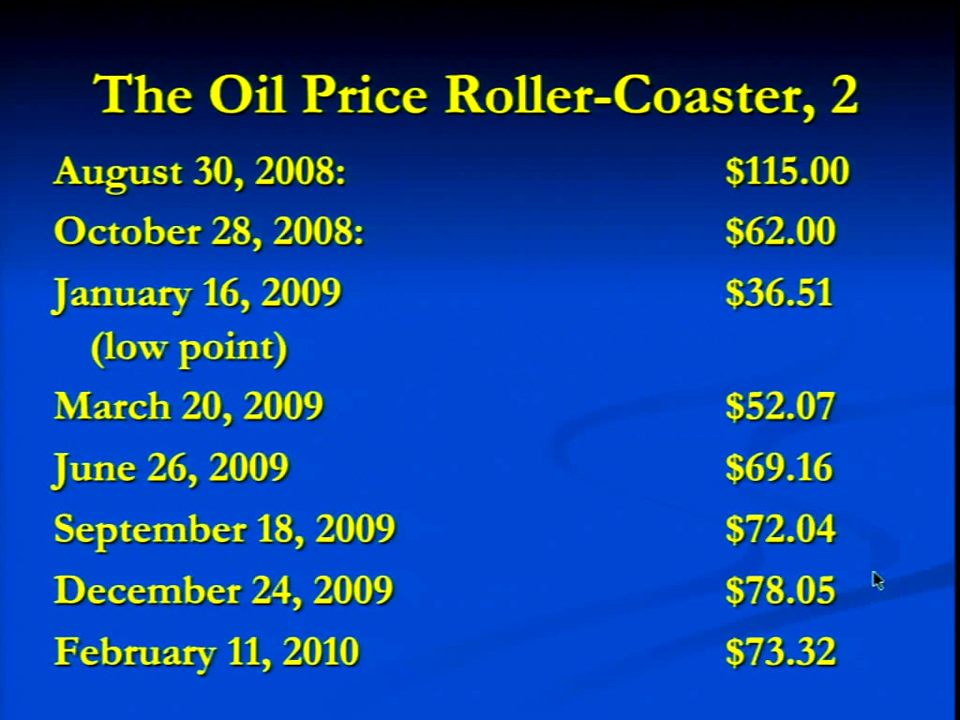 The Oil Price Roller-Coaster, 2
August 30, 2008: $115.00
October 28, 2008: $62.00
January 16, 2009 $36.51
(low point)
March 20, 2009 $52.07
June 26, 2009 $69.16
September 18, 2009 $72.04
December 24, 2009 $78.05
February 11, 2010 $73.32